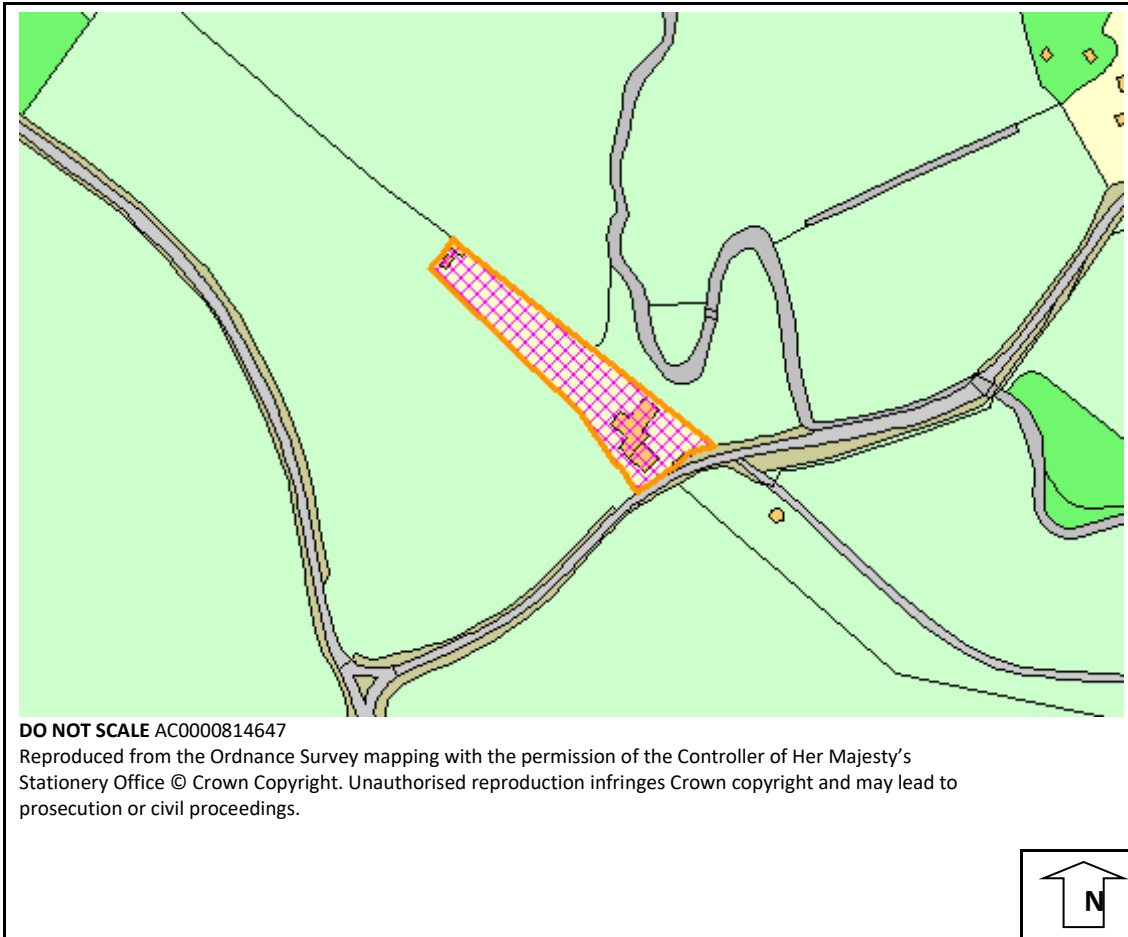 DO NOT SCALE AC0000814647
Reproduced from the Ordnance Survey mapping with the permission of the Controller of Her Majesty’s
Stationery Office © Crown Copyright. Unauthorised reproduction infringes Crown copyright and may lead to
prosecution or civil proceedings.
N